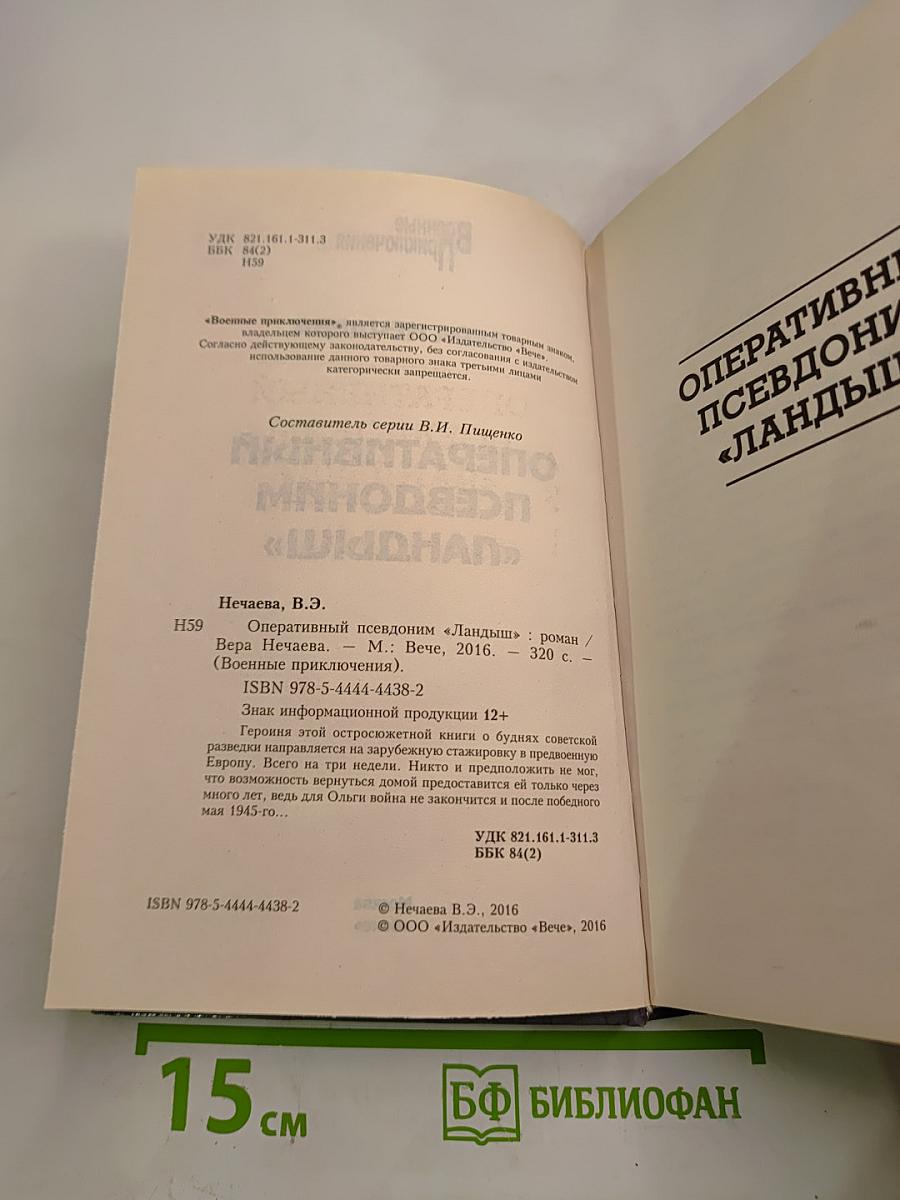 УДК 821.161.1-311.3
ББК 84(2)
Н59
«Военные приключения»® является зарегистрированным товарным знаком,
владельцем которого выступает ООО «Издательство «Вече».
Согласно действующему законодательству, без согласования с издательством
использование данного товарного знака третьими лицами
категорически запрещается.
Составитель серии В.И. Пищенко
Нечаева, В.Э.
Н59 Оперативный псевдоним «Ландыш» : роман /
Вера Нечаева. — М.: Вече, 2016. — 320 с. —
(Военные приключения).
ISBN 978-5-4444-4438-2
Знак информационной продукции 12+
Героиня этой остросюжетной книги о буднях советской
разведки направляется на зарубежную стажировку в предвоенную
Европу. Всего на три недели. Никто и предположить не мог,
что возможность вернуться домой предоставится ей только через
много лет, ведь для Ольги война не закончится и после победного
мая 1945-го...
УДК 821.161.1-311.3
ББК 84(2)
ISBN 978-5-4444-4438-2
© Нечаева В.Э., 2016
© ООО «Издательство «Вече», 2016
ОПЕРАТИВН
ПСЕВДОНИ
«ЛАНДЫШ
15 см
БФ БИБЛИОФАН